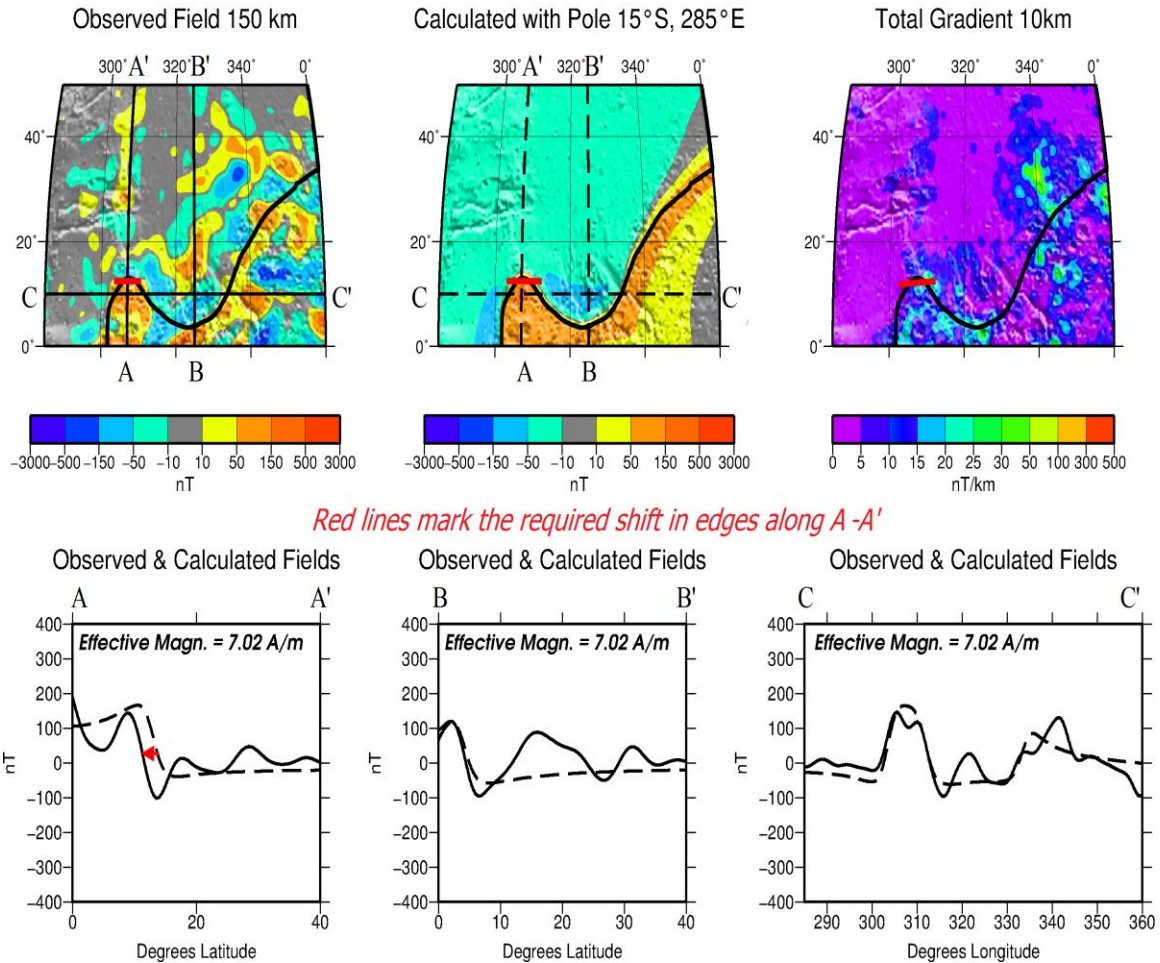 Observed Field 150 km
Calculated with Pole 15°S, 285°E
Total Gradient 10km
300° A' 320° B' 340° 0°
300° A' 320° B' 340° 0°
300° 320° 340° 0°
40°
20°
0°
C C'
A B
40°
20°
0°
C C'
A B
40°
20°
0°
−3000 −500 −150 −50 −10 10 50 150 500 3000
nT
−3000 −500 −150 −50 −10 10 50 150 500 3000
nT
0 5 10 15 20 25 30 50 100 300 500
nT/km
Red lines mark the required shift in edges along A -A'
Observed & Calculated Fields
A A'
Effective Magn. = 7.02 A/m
400
300
200
100
0
−100
−200
−300
−400
nT
0 20 40
Degrees Latitude
Observed & Calculated Fields
B B'
Effective Magn. = 7.02 A/m
400
300
200
100
0
−100
−200
−300
−400
nT
0 10 20 30 40
Degrees Latitude
Observed & Calculated Fields
C C'
Effective Magn. = 7.02 A/m
400
300
200
100
0
−100
−200
−300
−400
nT
290 300 310 320 330 340 350 360
Degrees Longitude